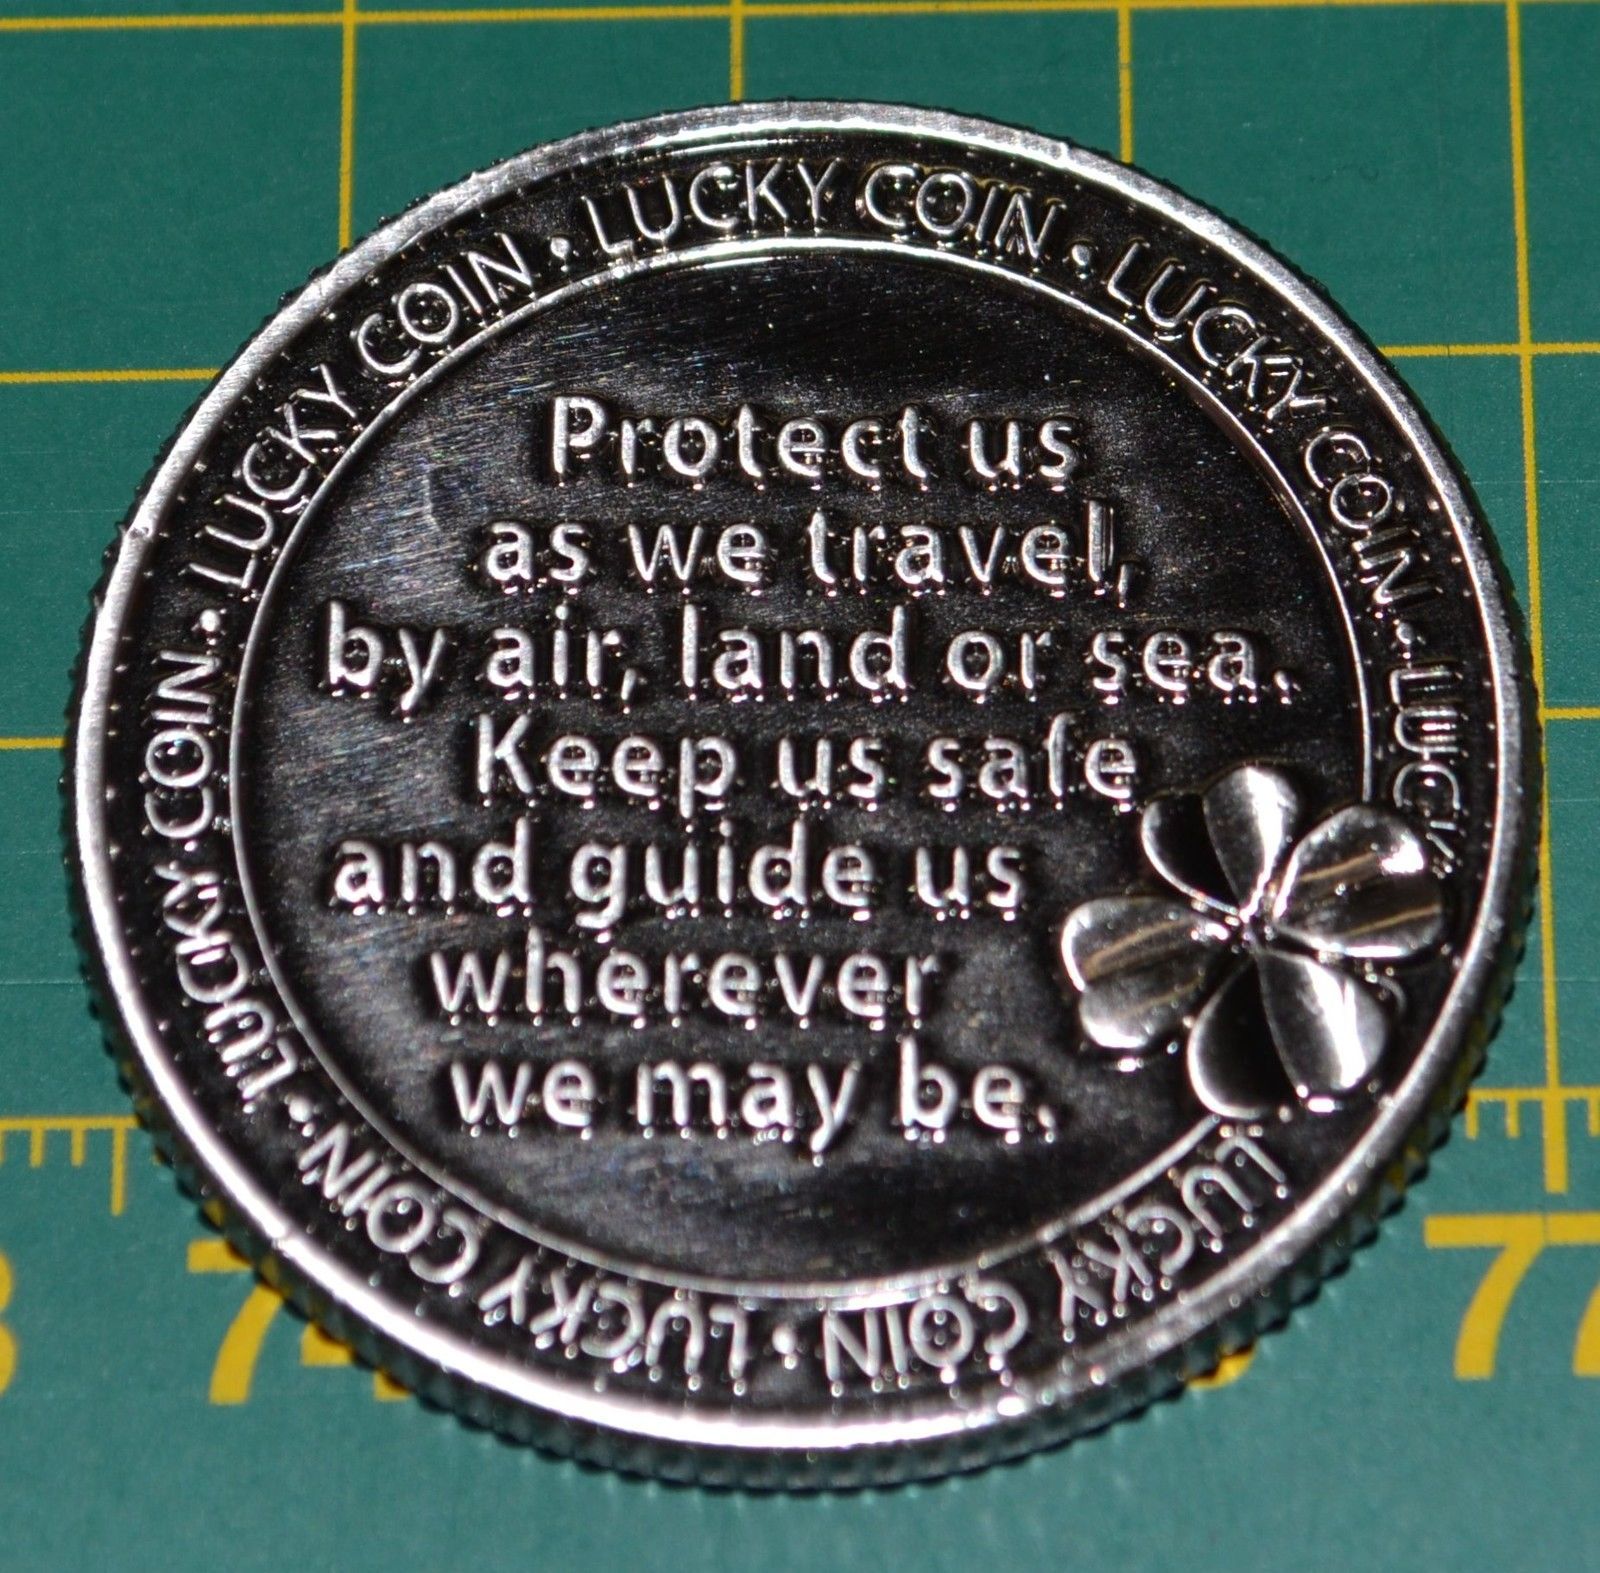 LUCKY COIN · LUCKY COIN · LUCKY COIN · LUCKY COIN · LUCKY COIN · LUCKY COIN · LUCKY COIN · LUCK
Protect us
as we travel,
by air, land or sea.
Keep us safe
and guide us
wherever
we may be.